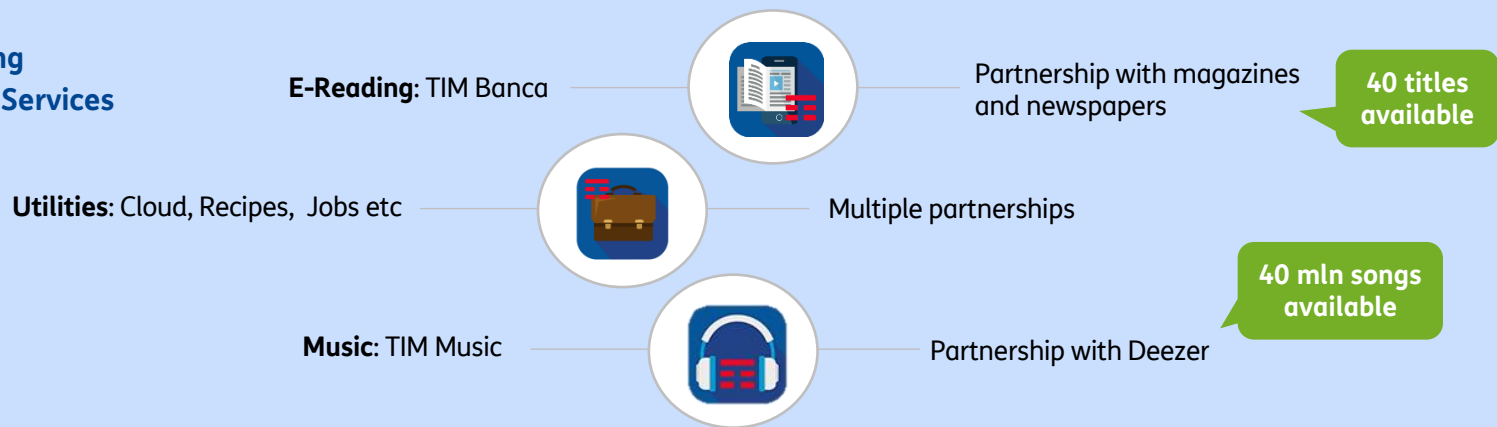 ng
Services
E-Reading: TIM Banca
Partnership with magazines
and newspapers
40 titles
available
Utilities: Cloud, Recipes, Jobs etc
Multiple partnerships
40 mln songs
available
Music: TIM Music
Partnership with Deezer